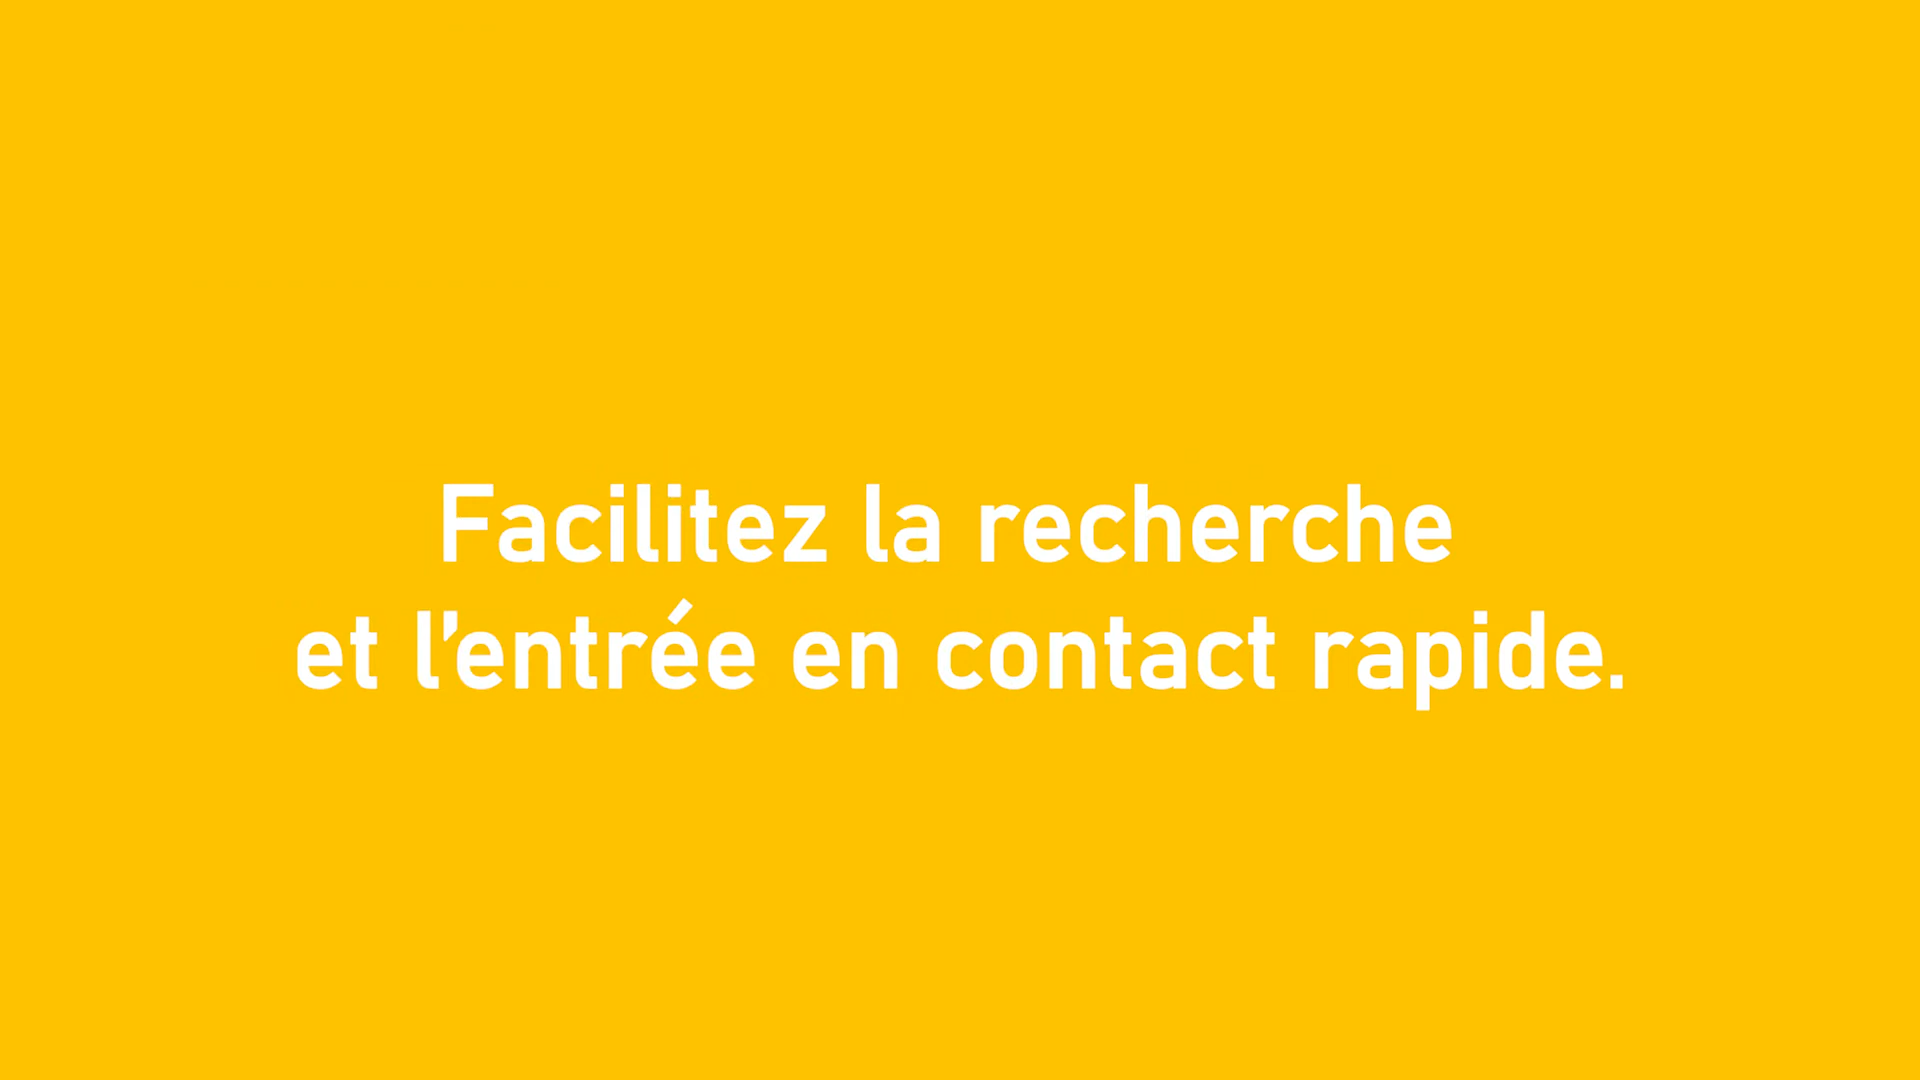 Facilitez la recherche
et l’entrée en contact rapide.